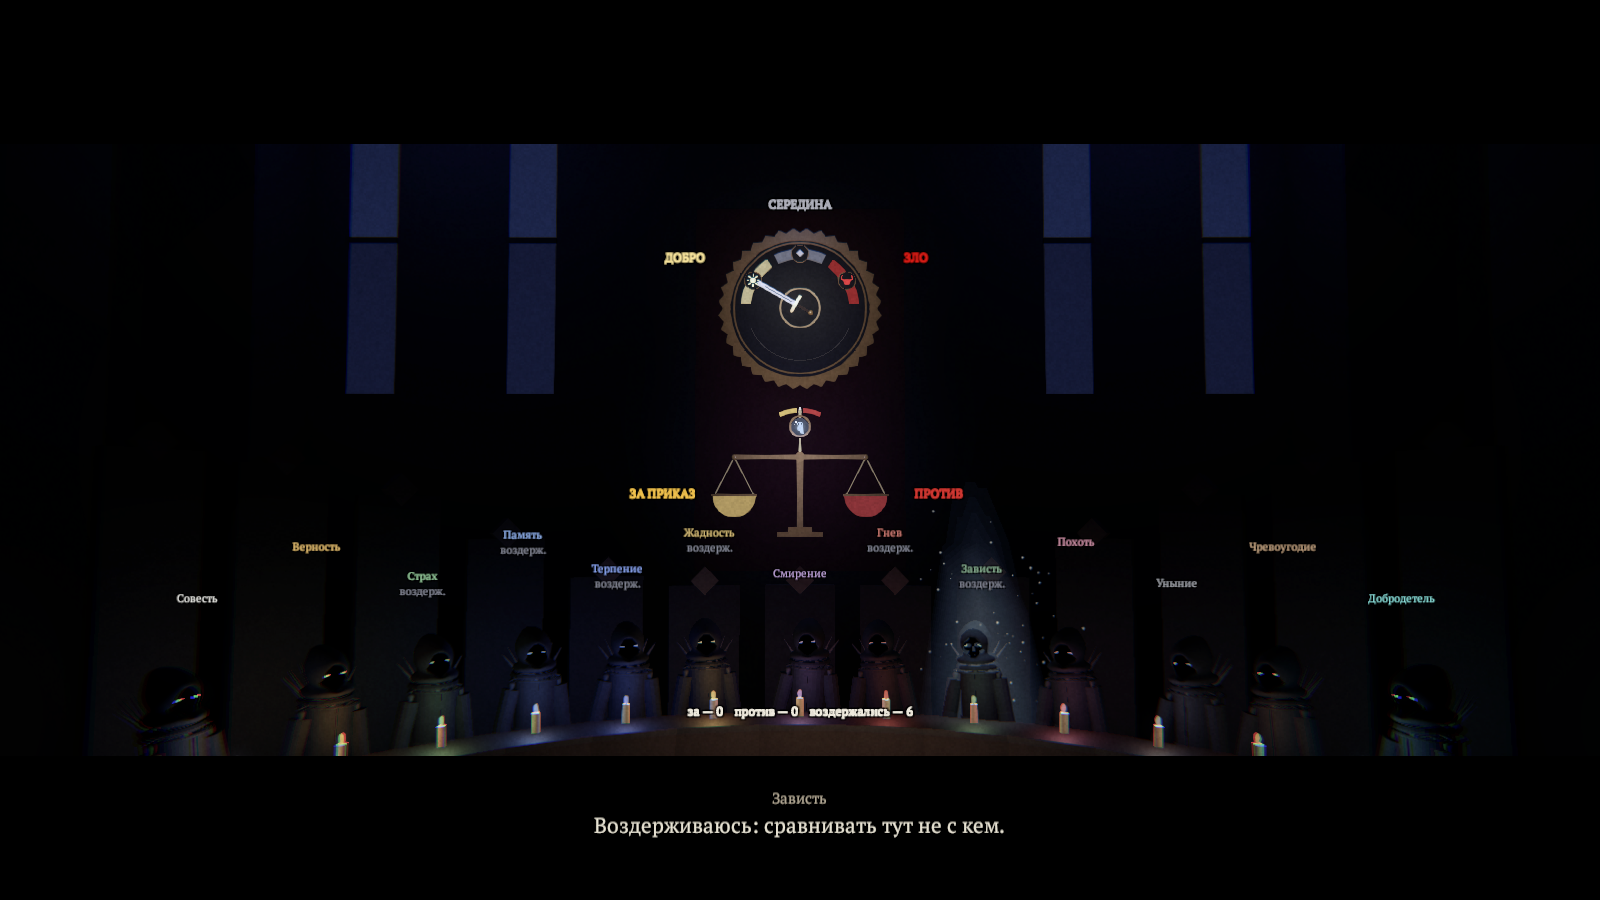 СЕРЕДИНА
ДОБРО
ЗЛО
ЗА ПРИКАЗ
ПРОТИВ
Жадность
воздерж.
Гнев
воздерж.
Память
воздерж.
Похоть
Верность
Чревоугодие
Терпение
воздерж.
Смирение
Зависть
воздерж.
Страх
воздерж.
Уныние
Совесть
Добродетель
за — 0 против — 0 воздержались — 6
Зависть
Воздерживаюсь: сравнивать тут не с кем.